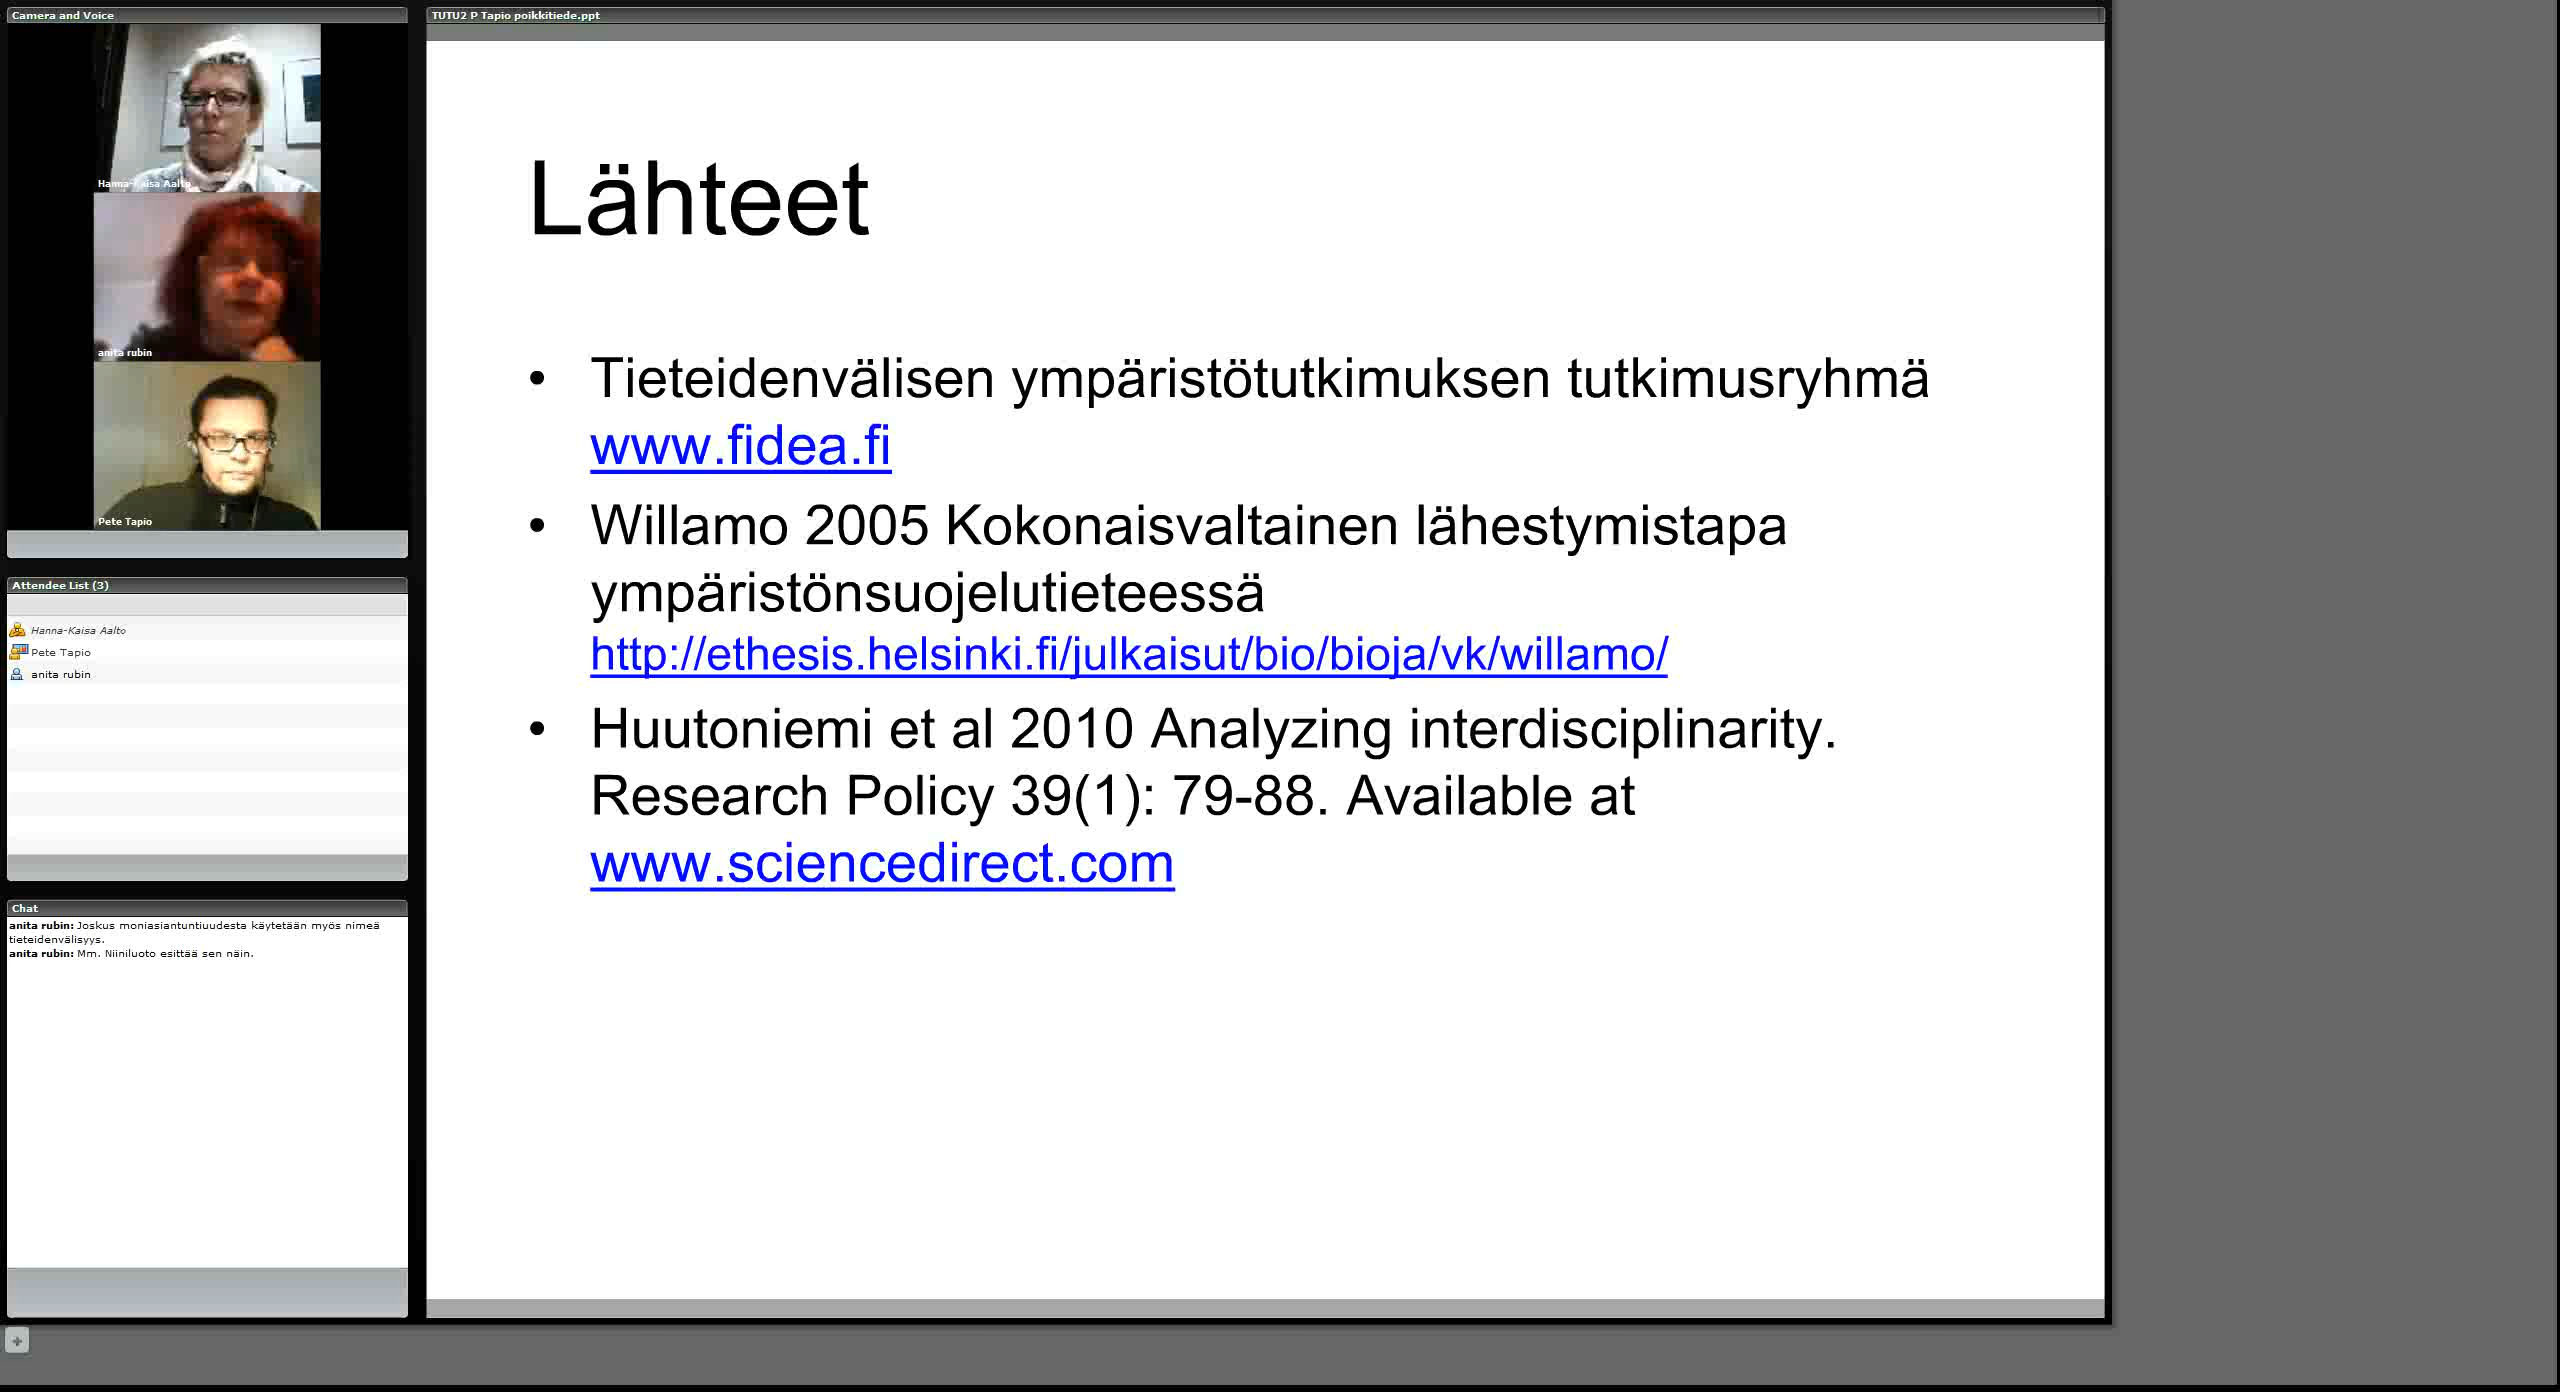 Camera and Voice
Hanna-Kaisa Aalto
anita rubin
Pete Tapio
Attendee List (3)
Hanna-Kaisa Aalto
Pete Tapio
anita rubin
Chat
anita rubin: Joskus moniasiantuntiuudesta käytetään myös nimeä
tieteidenvälisyys.
anita rubin: Mm. Niiniluoto esittää sen näin.
TUTU2 P Tapio poikkitiede.ppt
Lähteet
• Tieteidenvälisen ympäristötutkimuksen tutkimusryhmä
www.fidea.fi
• Willamo 2005 Kokonaisvaltainen lähestymistapa
ympäristönsuojelutieteessä
http://ethesis.helsinki.fi/julkaisut/bio/bioja/vk/willamo/
• Huutoniemi et al 2010 Analyzing interdisciplinarity.
Research Policy 39(1): 79-88. Available at
www.sciencedirect.com